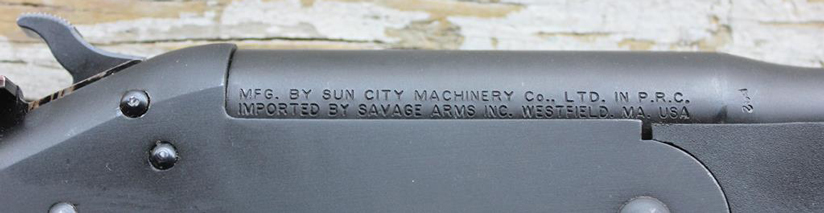 MFG. BY SUN CITY MACHINERY Co., LTD. IN P.R.C.
IMPORTED BY SAVAGE ARMS INC. WESTFIELD. MA. USA